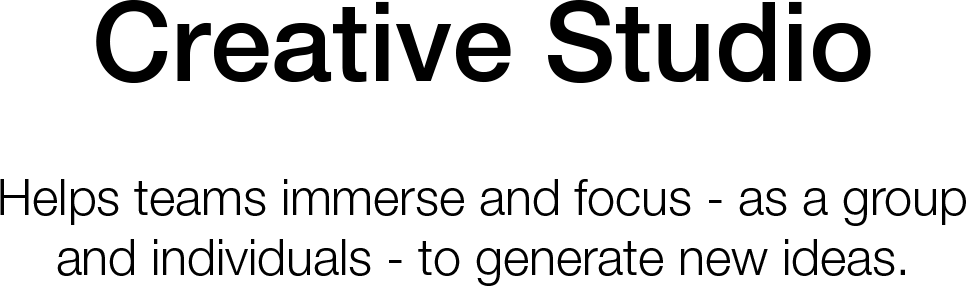 Creative Studio
Helps teams immerse and focus - as a group
and individuals - to generate new ideas.